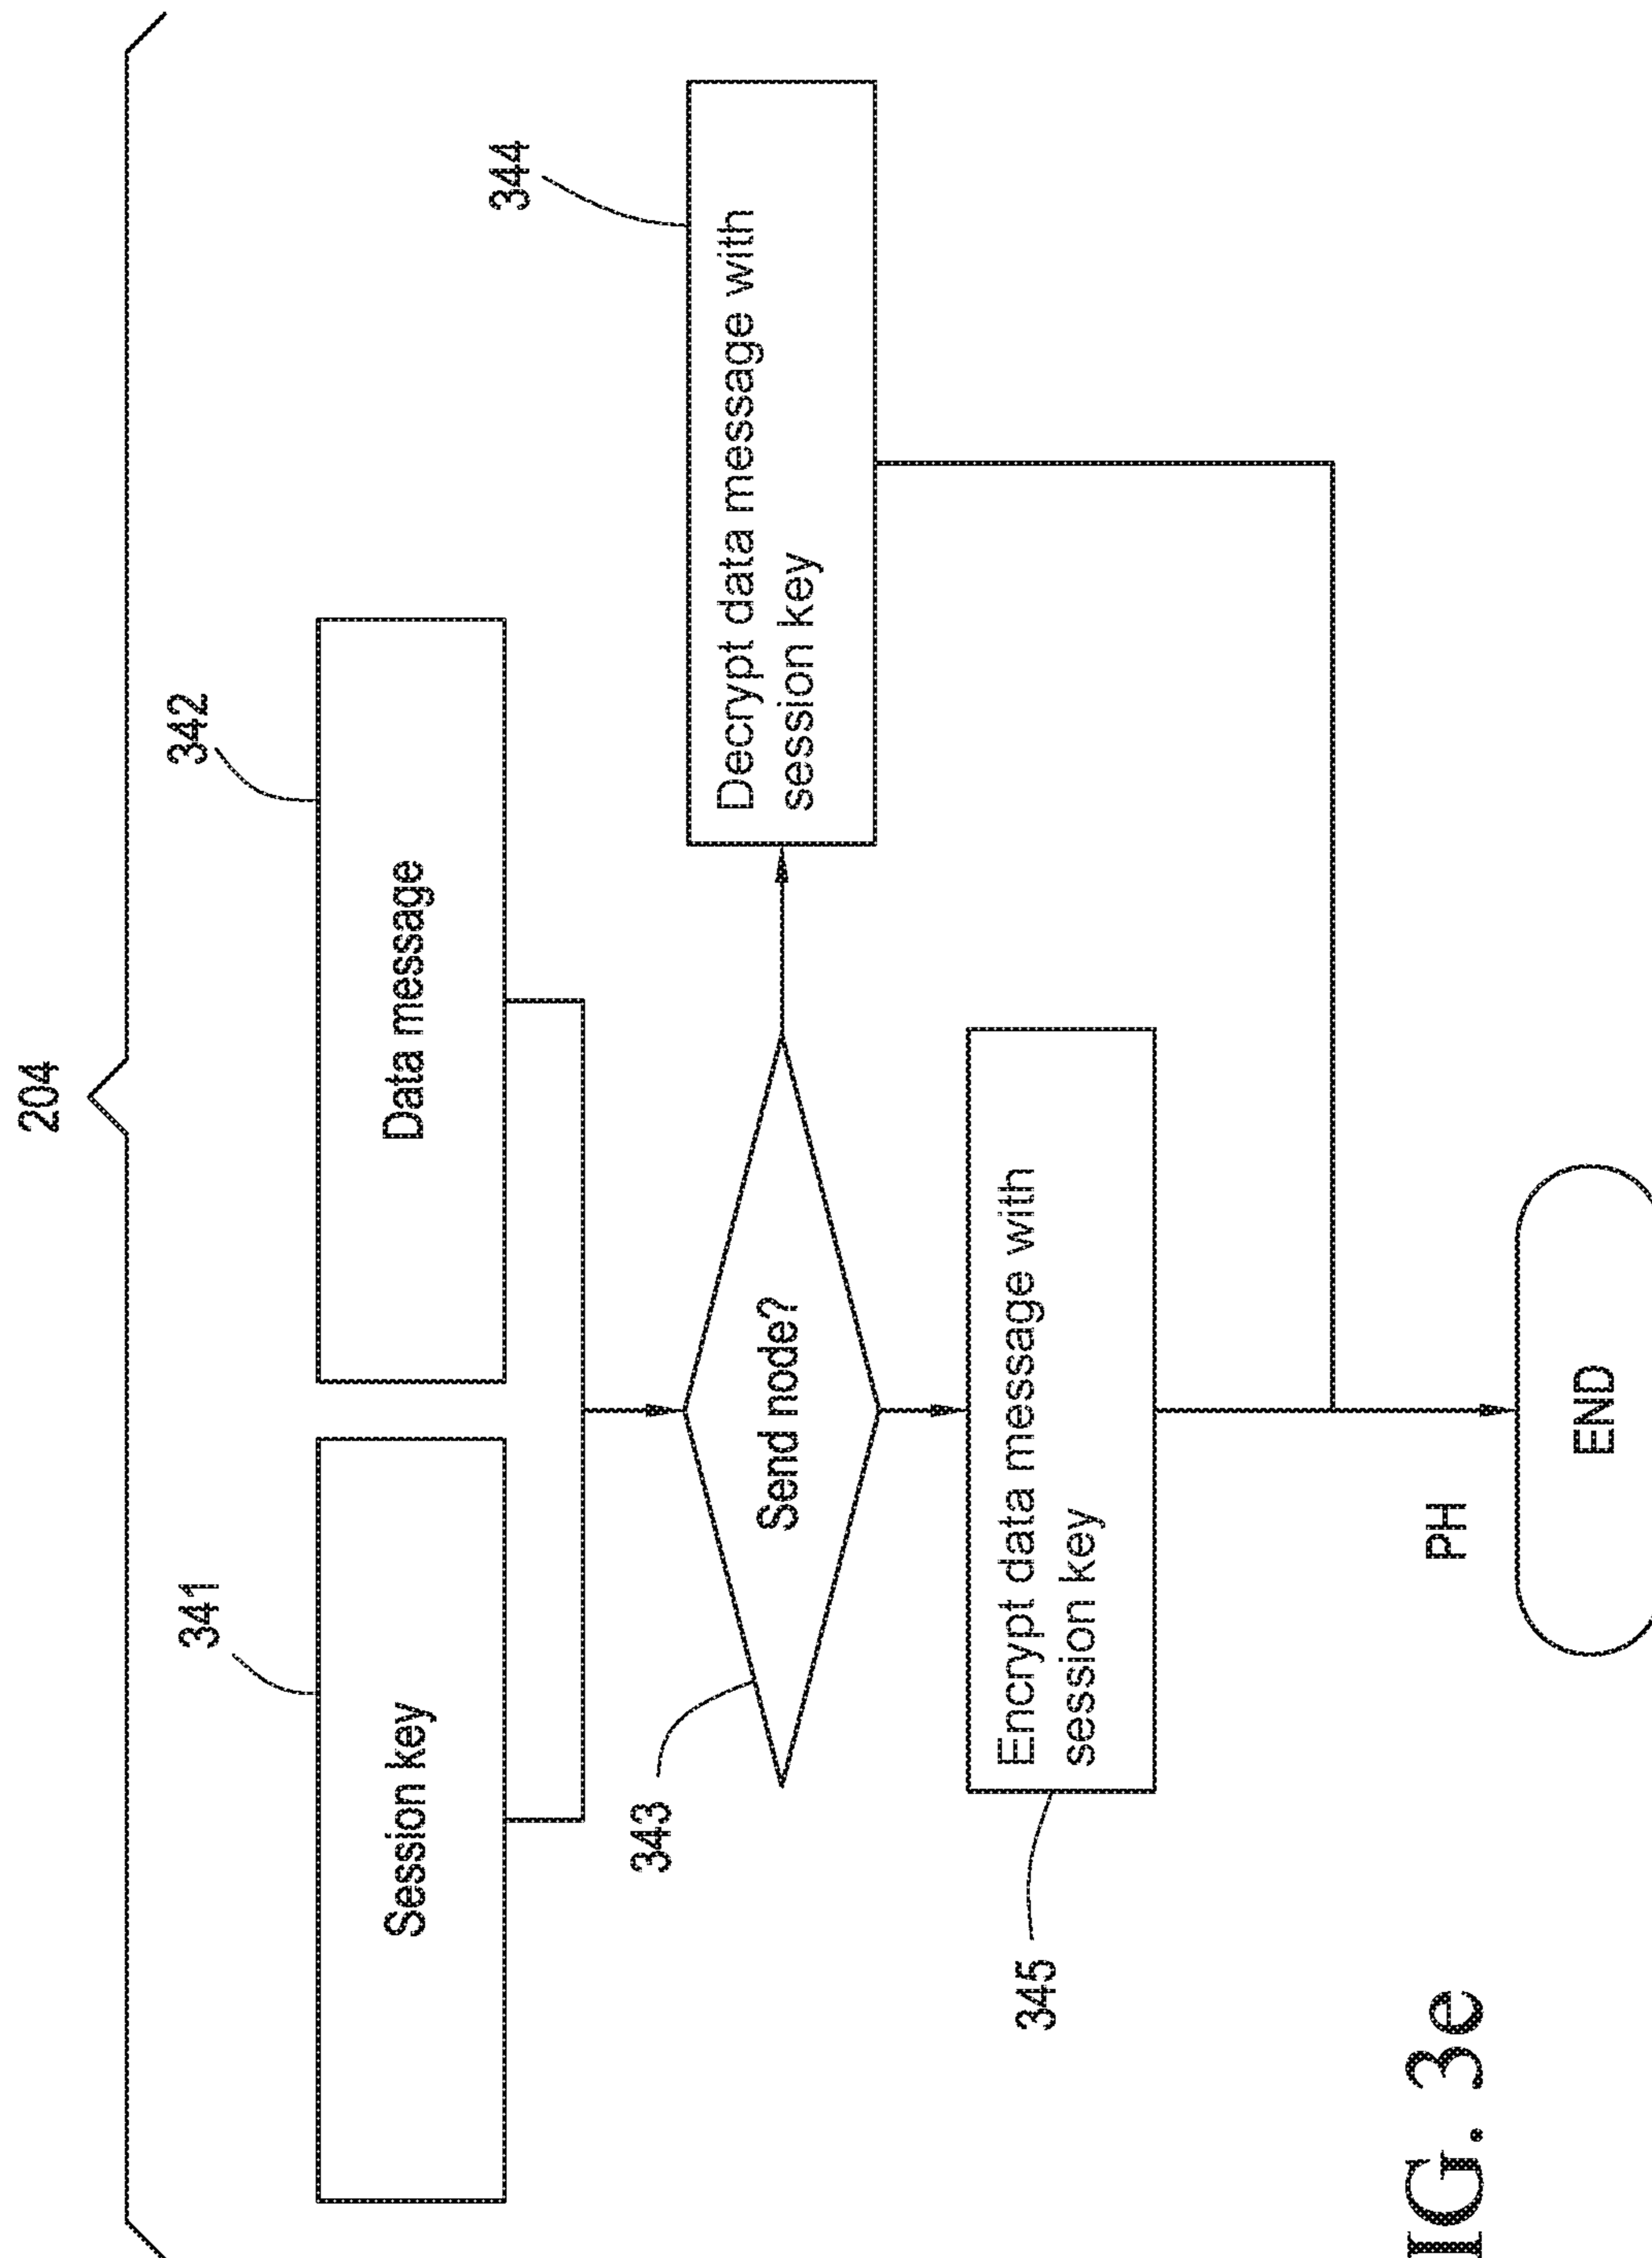 204
341
342
Session key
Data message
343
Send node?
344
Decrypt data message with
session key
345
Encrypt data message with
session key
PH
END
IG. 3e